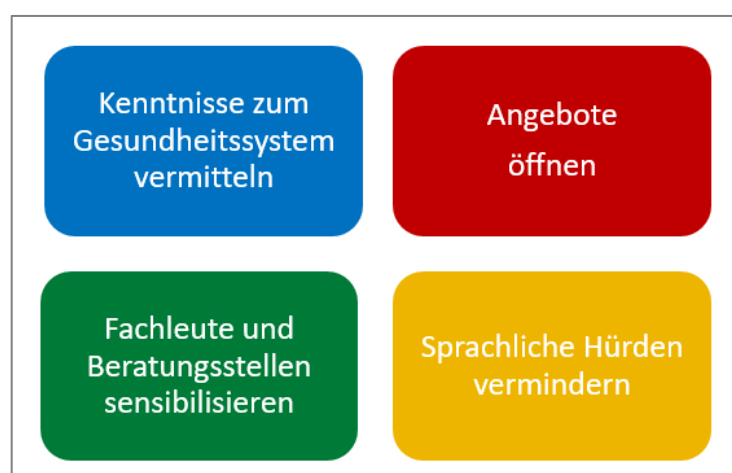 Kenntnisse zum
Gesundheitssystem
vermitteln
Angebote
öffnen
Fachleute und
Beratungsstellen
sensibilisieren
Sprachliche Hürden
vermindern